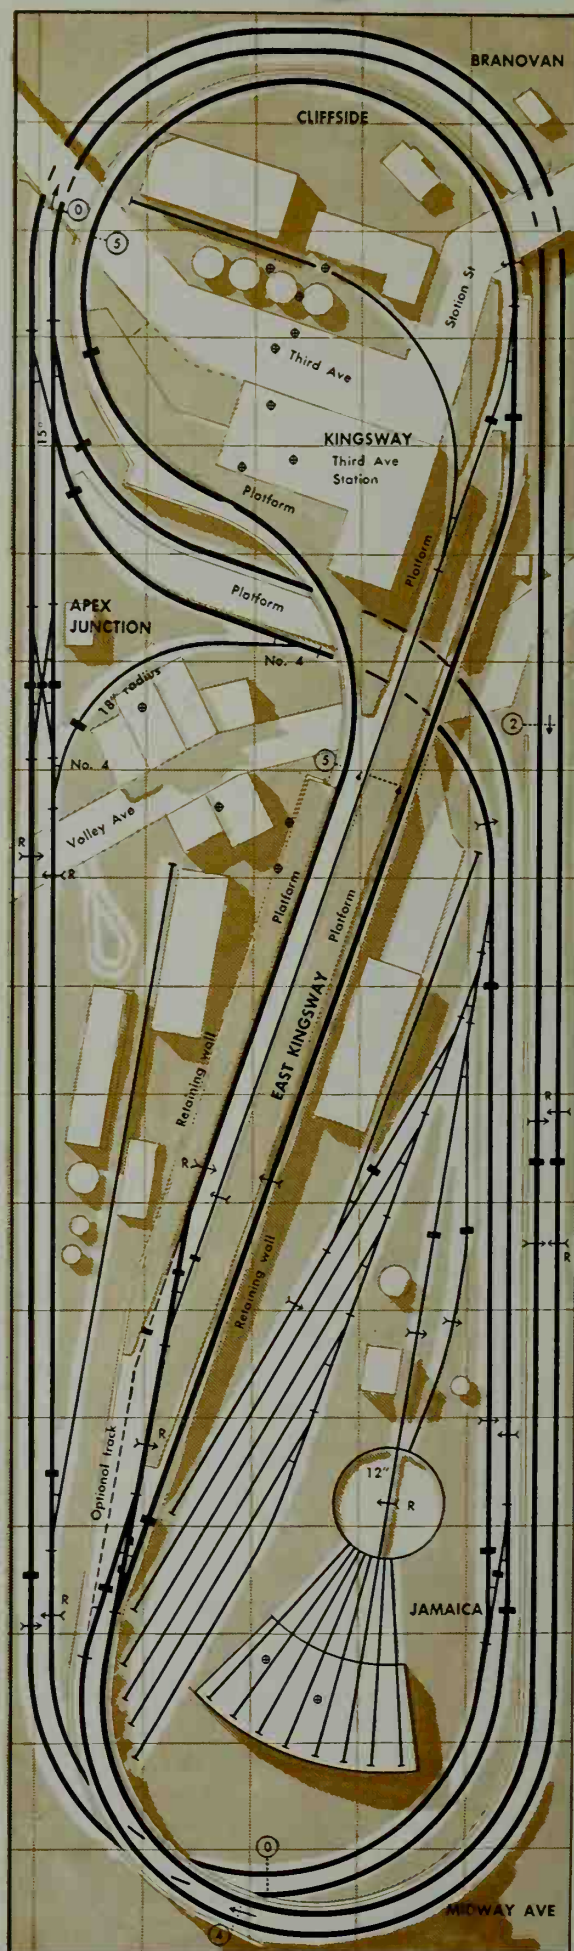 BRANOVAN
CLIFFSIDE
0
5
Station St
Third Ave
15"
KINGSWAY
Third Ave
Station
Platform
Platform
Platform
APEX
JUNCTION
No. 4
18" radius
2
No. 4
5
Valley Ave
R
R
Platform
Platform
EAST KINGSWAY
Retaining wall
R
R
R
Retaining wall
Optional track
R
12"
R
R
JAMAICA
0
4
MIDWAY AVE